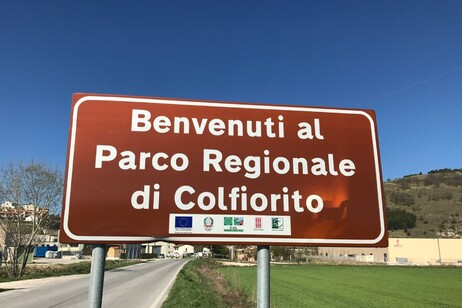 Benvenuti al
Parco Regionale
di Colfiorito